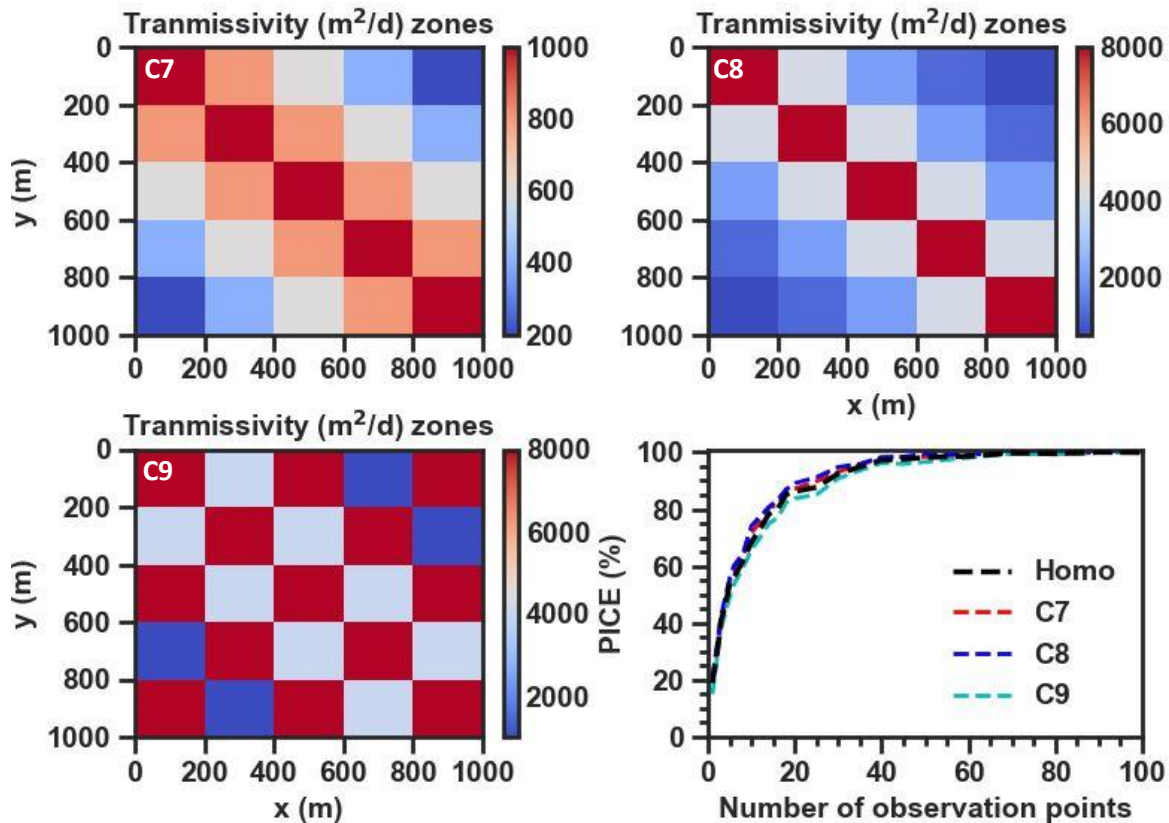 Tranmissivity (m²/d) zones
C7
0
200
400
600
800
1000
y (m)
0 200 400 600 800 1000
1000
800
600
400
200
Tranmissivity (m²/d) zones
C8
0
200
400
600
800
1000
0 200 400 600 800 1000
x (m)
8000
6000
4000
2000
Tranmissivity (m²/d) zones
C9
0
200
400
600
800
1000
y (m)
0 200 400 600 800 1000
x (m)
8000
6000
4000
2000
100
80
60
40
20
0
PICE (%)
Homo
C7
C8
C9
0 20 40 60 80 100
Number of observation points